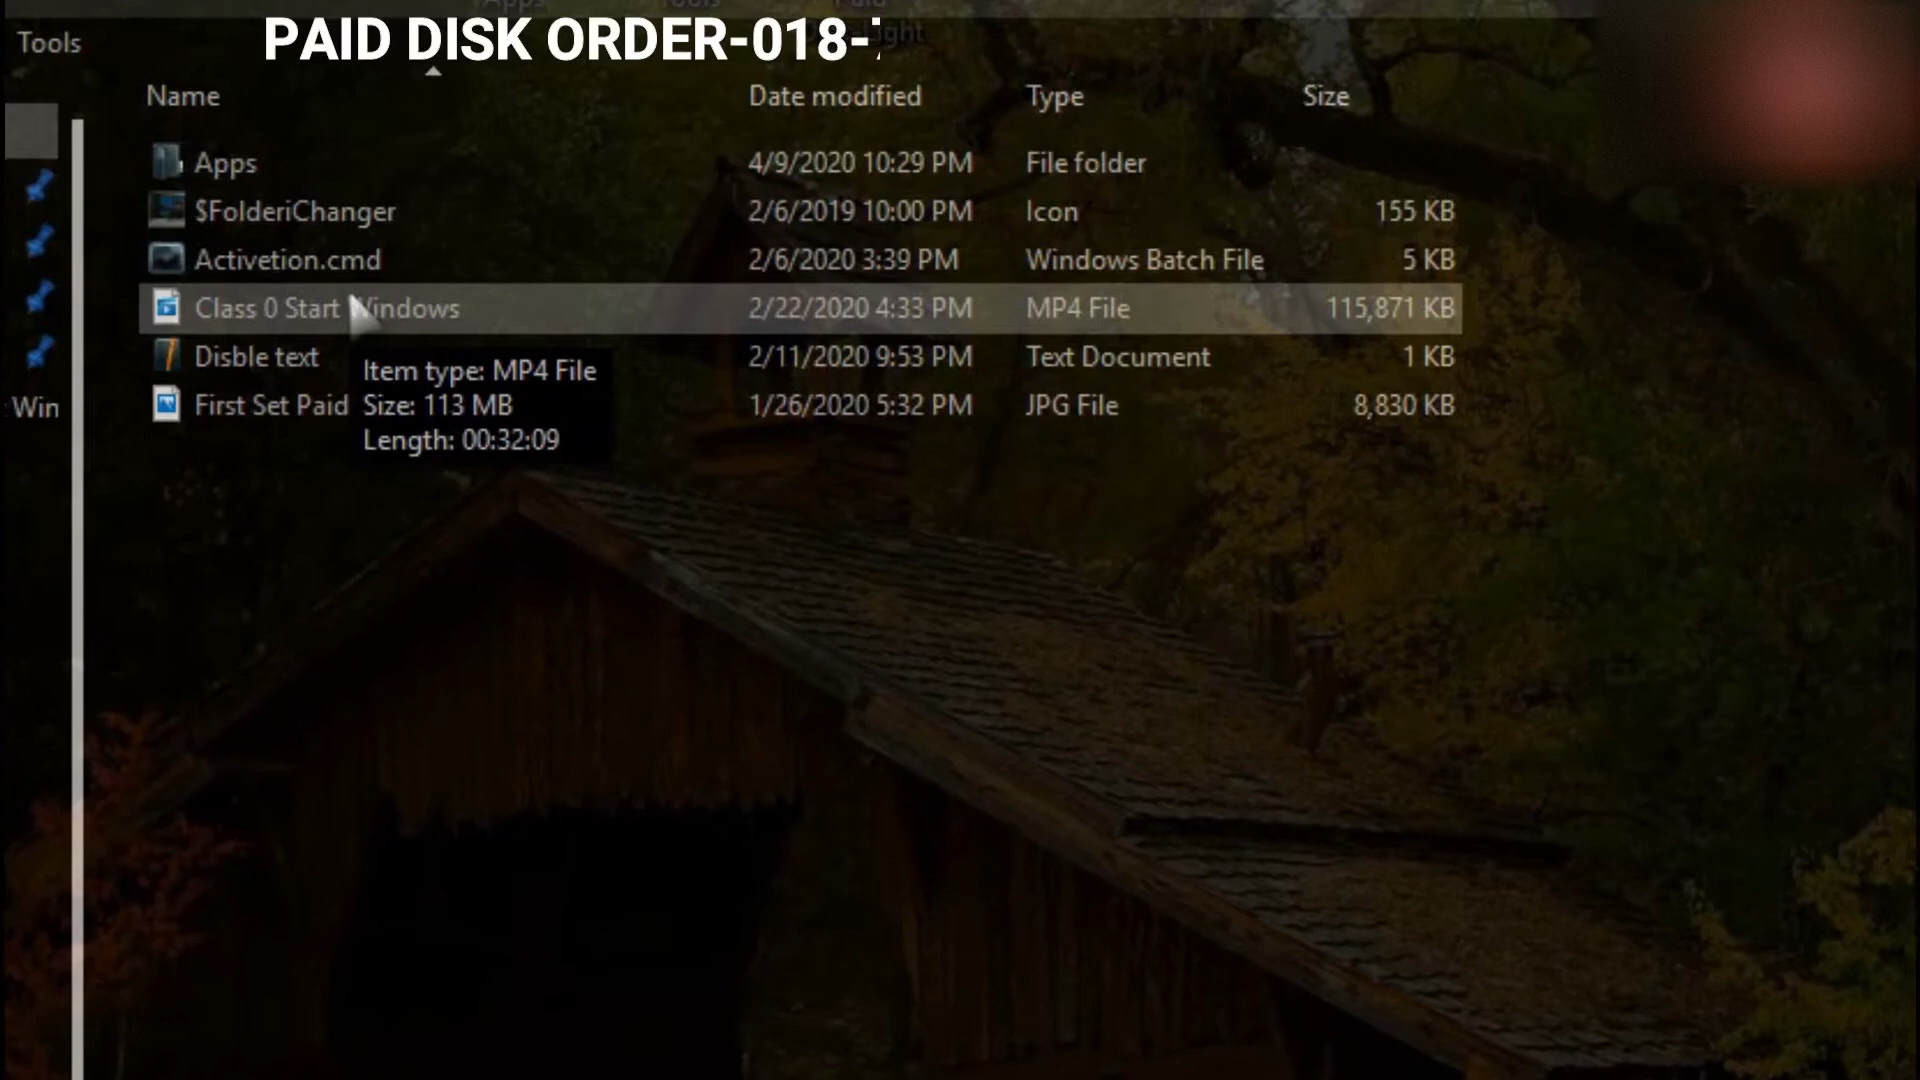 Tools
PAID DISK ORDER-018-
Name Date modified Type Size
Apps 4/9/2020 10:29 PM File folder
$FolderiChanger 2/6/2019 10:00 PM Icon 155 KB
Activetion.cmd 2/6/2020 3:39 PM Windows Batch File 5 KB
Class 0 Start Windows 2/22/2020 4:33 PM MP4 File 115,871 KB
Disble text 2/11/2020 9:53 PM Text Document 1 KB
Win First Set Paid 1/26/2020 5:32 PM JPG File 8,830 KB
Item type: MP4 File
Size: 113 MB
Length: 00:32:09